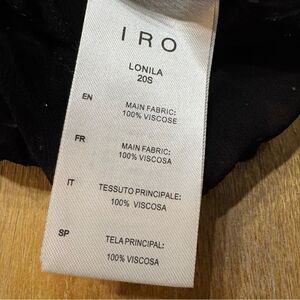 IRO
LONILA
20S
EN
MAIN FABRIC:
100% VISCOSE
FR
MAIN FABRIC:
100% VISCOSA
IT
TESSUTO PRINCIPALE:
100% VISCOSA
SP
TELA PRINCIPAL:
100% VISCOSA